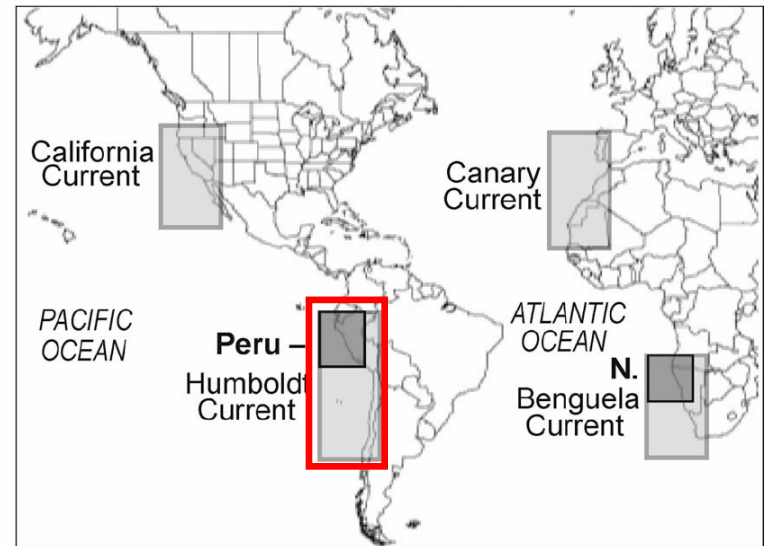 California
Current
Canary
Current
PACIFIC
OCEAN
ATLANTIC
OCEAN
Peru –
Humboldt
Current
N.
Benguela
Current